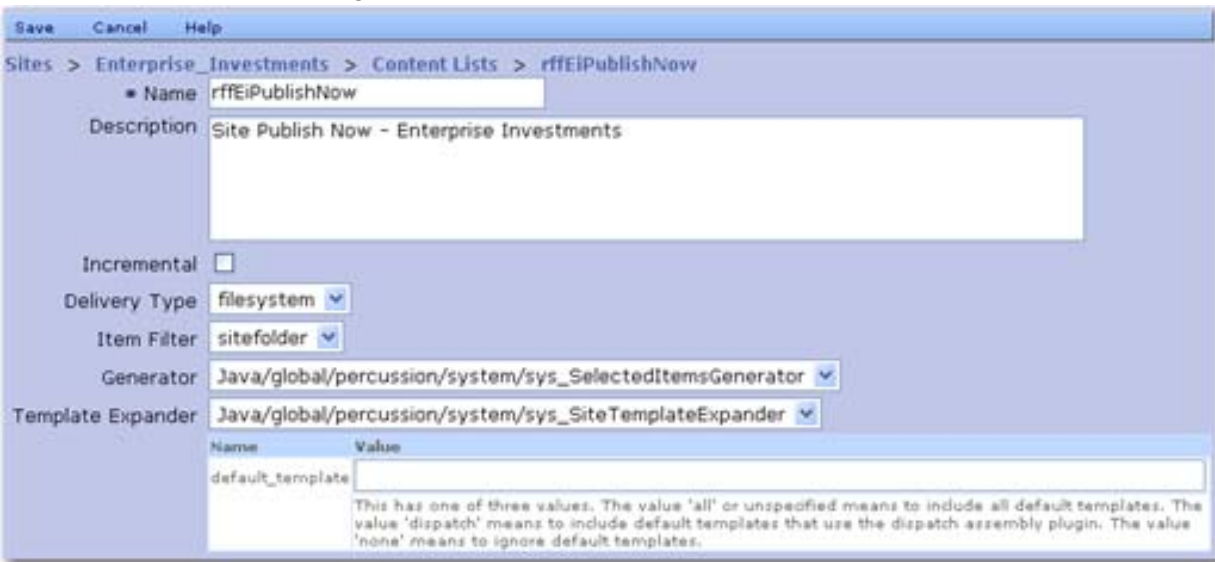 Save Cancel Help
Sites > Enterprise_Investments > Content Lists > rffEiPublishNow
* Name rffEiPublishNow
Description Site Publish Now - Enterprise Investments
Incremental
Delivery Type filesystem
Item Filter sitefolder
Generator Java/global/percussion/system/sys_SelectedItemsGenerator
Template Expander Java/global/percussion/system/sys_SiteTemplateExpander
Name Value
default_template
This has one of three values. The value 'all' or unspecified means to include all default templates. The
value 'dispatch' means to include default templates that use the dispatch assembly plugin. The value
'none' means to ignore default templates.